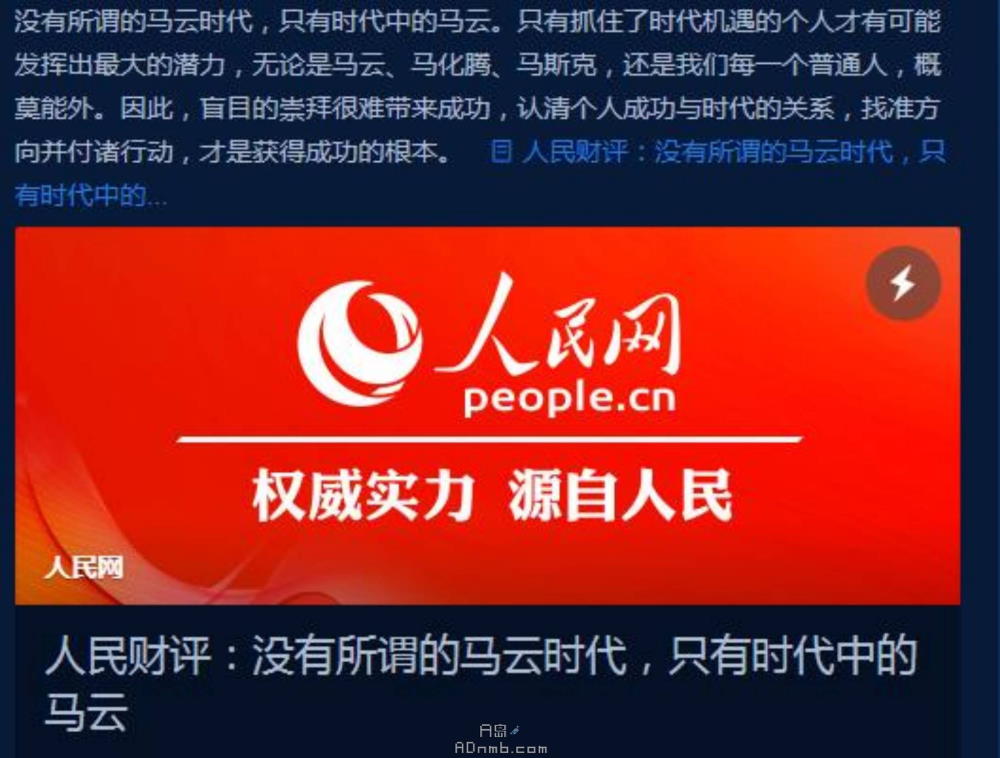 没有所谓的马云时代，只有时代中的马云。只有抓住了时代机遇的个人才有可能
发挥出最大的潜力，无论是马云、马化腾、马斯克，还是我们每一个普通人，概
莫能外。因此，盲目的崇拜很难带来成功，认清个人成功与时代的关系，找准方
向并付诸行动，才是获得成功的根本。 人民财评：没有所谓的马云时代，只
有时代中的...
人民网
people.cn
权威实力 源自人民
人民网
人民财评：没有所谓的马云时代，只有时代中的
马云
A岛
ADnmb.com